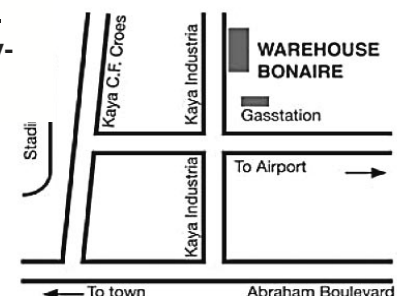 Kaya C.F. Croes
Kaya Industria
WAREHOUSE
BONAIRE
Gasstation
Stadi
Kaya Industria
To Airport
To town
Abraham Boulevard